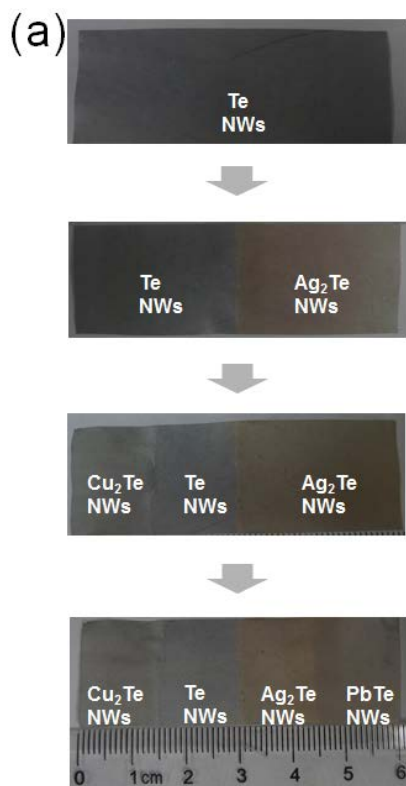 (a)
Te
NWs
Te
NWs
Ag₂Te
NWs
Cu₂Te
NWs
Te
NWs
Ag₂Te
NWs
Cu₂Te
NWs
Te
NWs
Ag₂Te
NWs
PbTe
NWs
0 1 cm 2 3 4 5 6